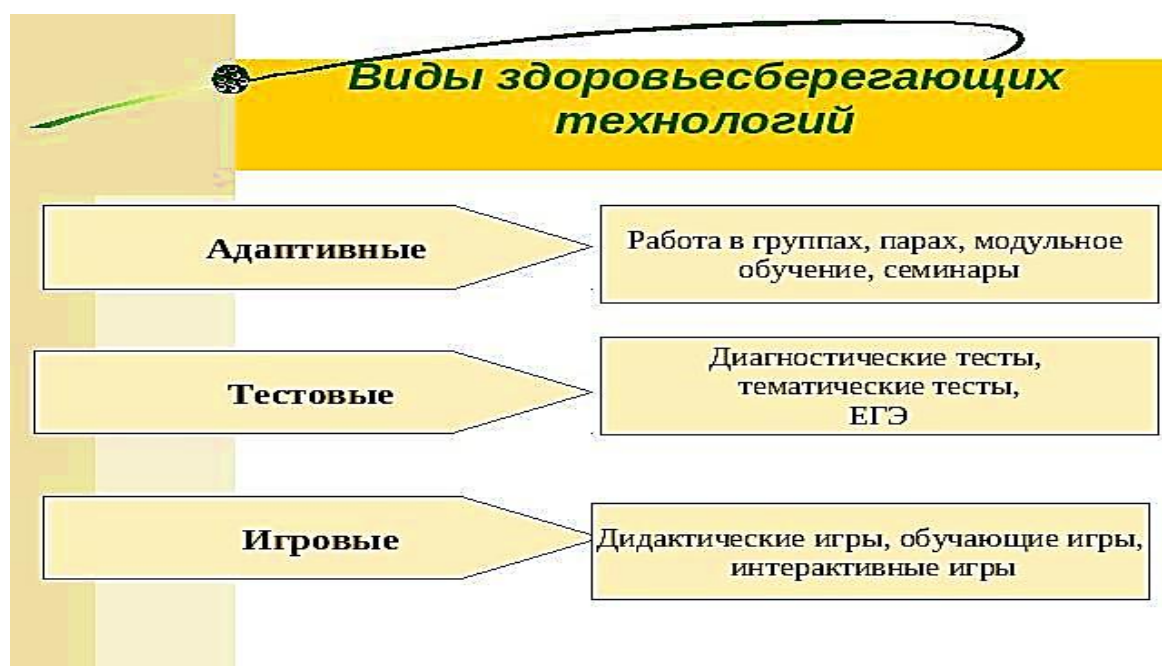 Виды здоровьесберегающих
технологий
Адаптивные
Работа в группах, парах, модульное
обучение, семинары
Тестовые
Диагностические тесты,
тематические тесты,
ЕГЭ
Игровые
Дидактические игры, обучающие игры,
интерактивные игры